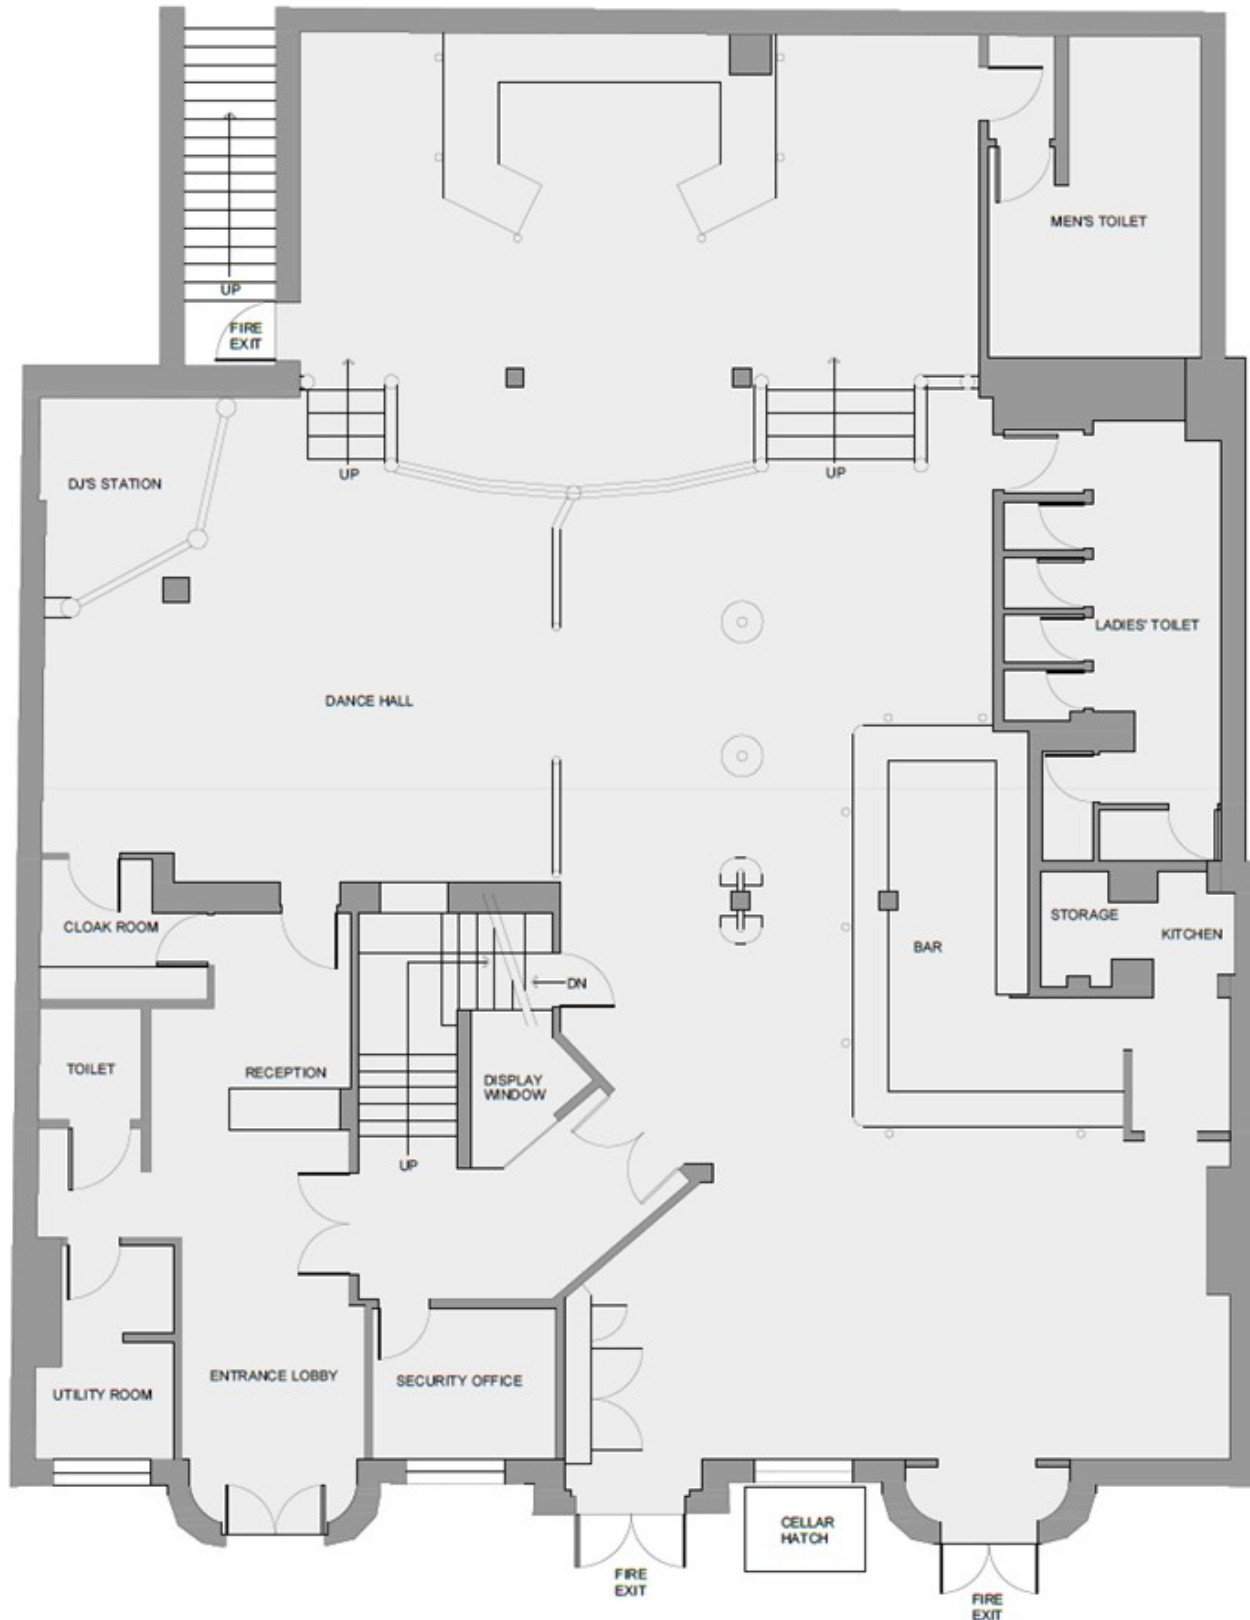 MEN'S TOILET
UP
FIRE
EXIT
UP
UP
DJ'S STATION
LADIES' TOILET
DANCE HALL
STORAGE
CLOAK ROOM
KITCHEN
BAR
DN
TOILET
RECEPTION
DISPLAY
WINDOW
UP
ENTRANCE LOBBY
SECURITY OFFICE
UTILITY ROOM
CELLAR
HATCH
FIRE
EXIT
FIRE
EXIT